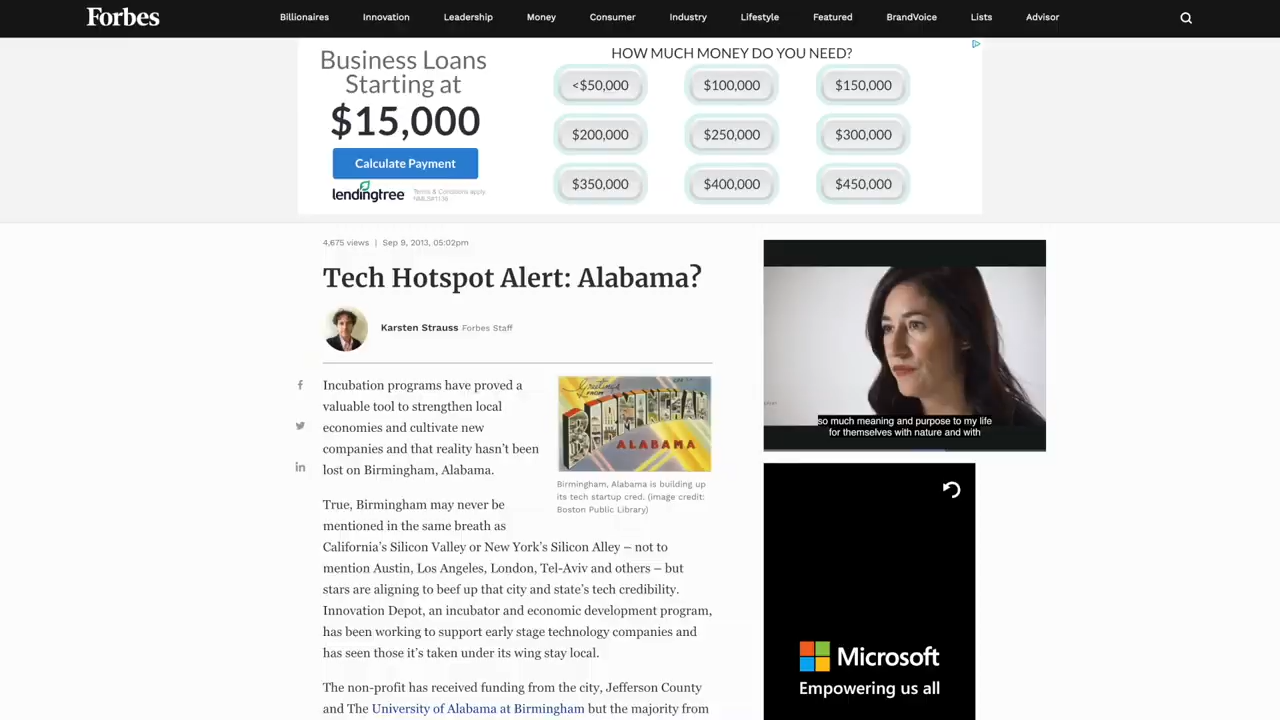 Forbes
Billionaires Innovation Leadership Money Consumer Industry Lifestyle Featured BrandVoice Lists Advisor
Business Loans
Starting at
$15,000
Calculate Payment
lendingtree
Terms & Conditions apply.
NMLS#1136
HOW MUCH MONEY DO YOU NEED?
<$50,000 $100,000 $150,000
$200,000 $250,000 $300,000
$350,000 $400,000 $450,000
4,675 views | Sep 9, 2013, 05:02pm
Tech Hotspot Alert: Alabama?
Karsten Strauss Forbes Staff
Incubation programs have proved a
valuable tool to strengthen local
economies and cultivate new
companies and that reality hasn't been
lost on Birmingham, Alabama.
Greetings
FROM
BIRMINGHAM
ALABAMA
Birmingham, Alabama is building up
its tech startup cred. (image credit:
Boston Public Library)
True, Birmingham may never be
mentioned in the same breath as
California's Silicon Valley or New York's Silicon Alley – not to
mention Austin, Los Angeles, London, Tel-Aviv and others – but
stars are aligning to beef up that city and state's tech credibility.
Innovation Depot, an incubator and economic development program,
has been working to support early stage technology companies and
has seen those it's taken under its wing stay local.
The non-profit has received funding from the city, Jefferson County
and The University of Alabama at Birmingham but the majority from
so much meaning and purpose to my life
for themselves with nature and with
Microsoft
Empowering us all